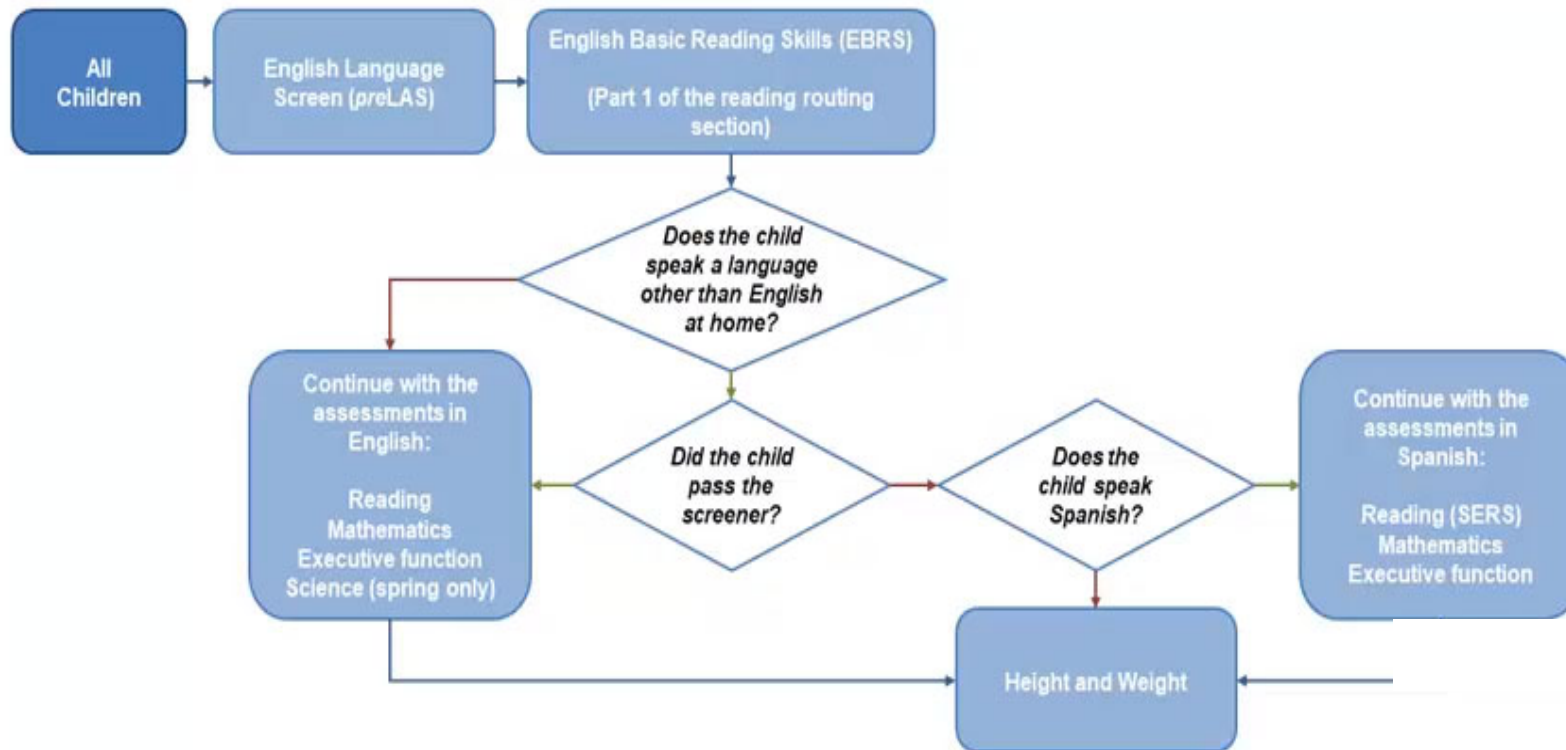 All
Children
English Language
Screen (preLAS)
English Basic Reading Skills (EBRS)
(Part 1 of the reading routing
section)
Does the child
speak a language
other than English
at home?
Continue with the
assessments in
English:
Reading
Mathematics
Executive function
Science (spring only)
Did the child
pass the
screener?
Does the
child speak
Spanish?
Continue with the
assessments in
Spanish:
Reading (SERS)
Mathematics
Executive function
Height and Weight